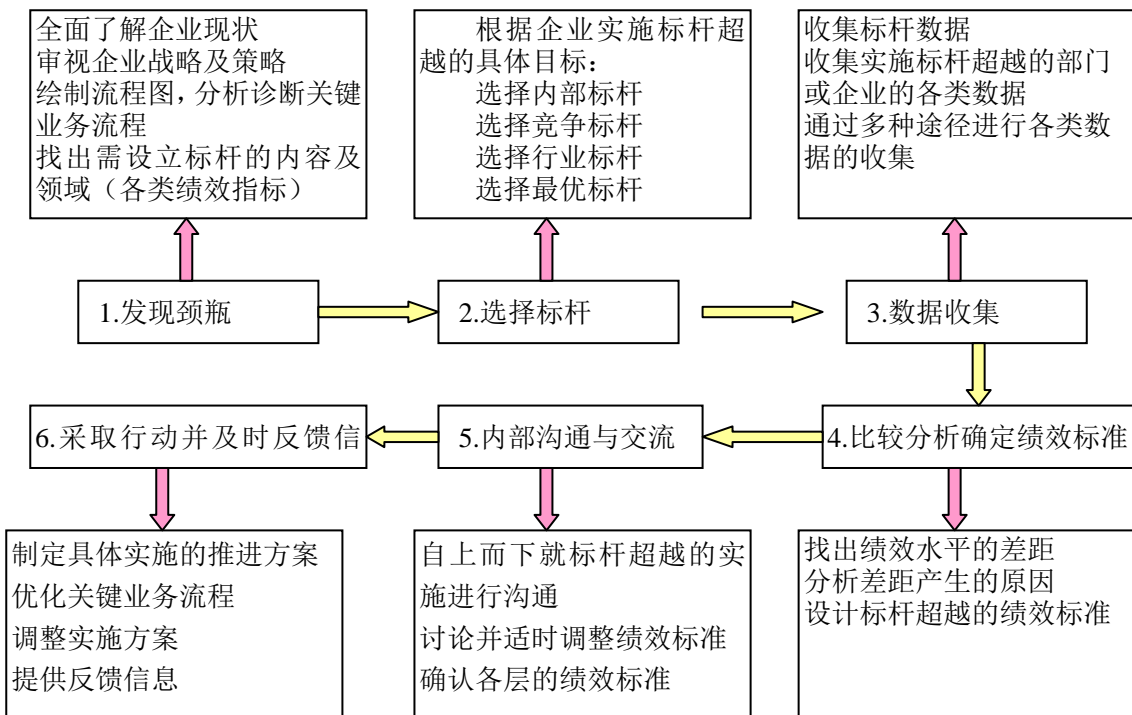 全面了解企业现状
审视企业战略及策略
绘制流程图，分析诊断关键
业务流程
找出需设立标杆的内容及
领域（各类绩效指标）
根据企业实施标杆超
越的具体目标：
选择内部标杆
选择竞争标杆
选择行业标杆
选择最优标杆
收集标杆数据
收集实施标杆超越的部门
或企业的各类数据
通过多种途径进行各类数
据的收集
1.发现颈瓶
2.选择标杆
3.数据收集
6.采取行动并及时反馈信
5.内部沟通与交流
4.比较分析确定绩效标准
制定具体实施的推进方案
优化关键业务流程
调整实施方案
提供反馈信息
自上而下就标杆超越的实
施进行沟通
讨论并适时调整绩效标准
确认各层的绩效标准
找出绩效水平的差距
分析差距产生的原因
设计标杆超越的绩效标准